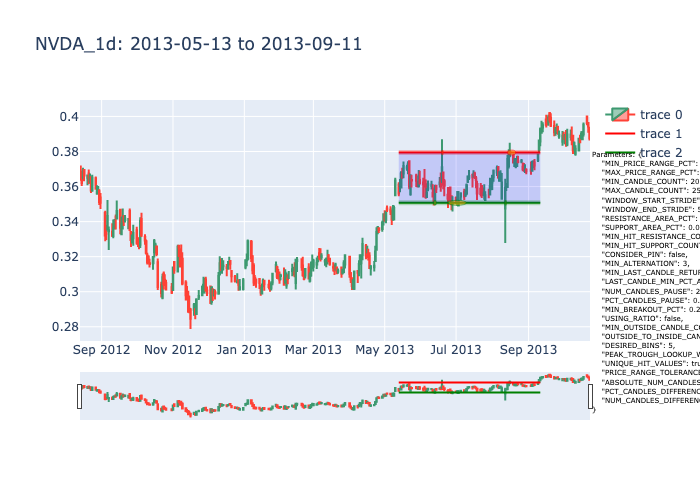 NVDA_1d: 2013-05-13 to 2013-09-11
0.4
0.38
0.36
0.34
0.32
0.3
0.28
Sep 2012
Nov 2012
Jan 2013
Mar 2013
May 2013
Jul 2013
Sep 2013
trace 0
trace 1
trace 2
Parameters: {
"MIN_PRICE_RANGE_PCT":
"MAX_PRICE_RANGE_PCT":
"MIN_CANDLE_COUNT": 20
"MAX_CANDLE_COUNT": 25
"WINDOW_START_STRIDE"
"WINDOW_END_STRIDE": 5
"RESISTANCE_AREA_PCT":
"SUPPORT_AREA_PCT": 0.0
"MIN_HIT_RESISTANCE_CO
"MIN_HIT_SUPPORT_COUN
"CONSIDER_PIN": false,
"MIN_ALTERNATION": 3,
"MIN_LAST_CANDLE_RETUR
"LAST_CANDLE_MIN_PCT_A
"NUM_CANDLES_PAUSE": 2
"PCT_CANDLES_PAUSE": 0.
"MIN_BREAKOUT_PCT": 0.2
"USING_RATIO": false,
"MIN_OUTSIDE_CANDLE_CO
"OUTSIDE_TO_INSIDE_CAN
"DESIRED_BINS": 5,
"PEAK_TROUGH_LOOKUP_W
"UNIQUE_HIT_VALUES": tru
"PRICE_RANGE_TOLERANCE
"ABSOLUTE_NUM_CANDLES
"PCT_CANDLES_DIFFERENC
"NUM_CANDLES_DIFFEREN
}